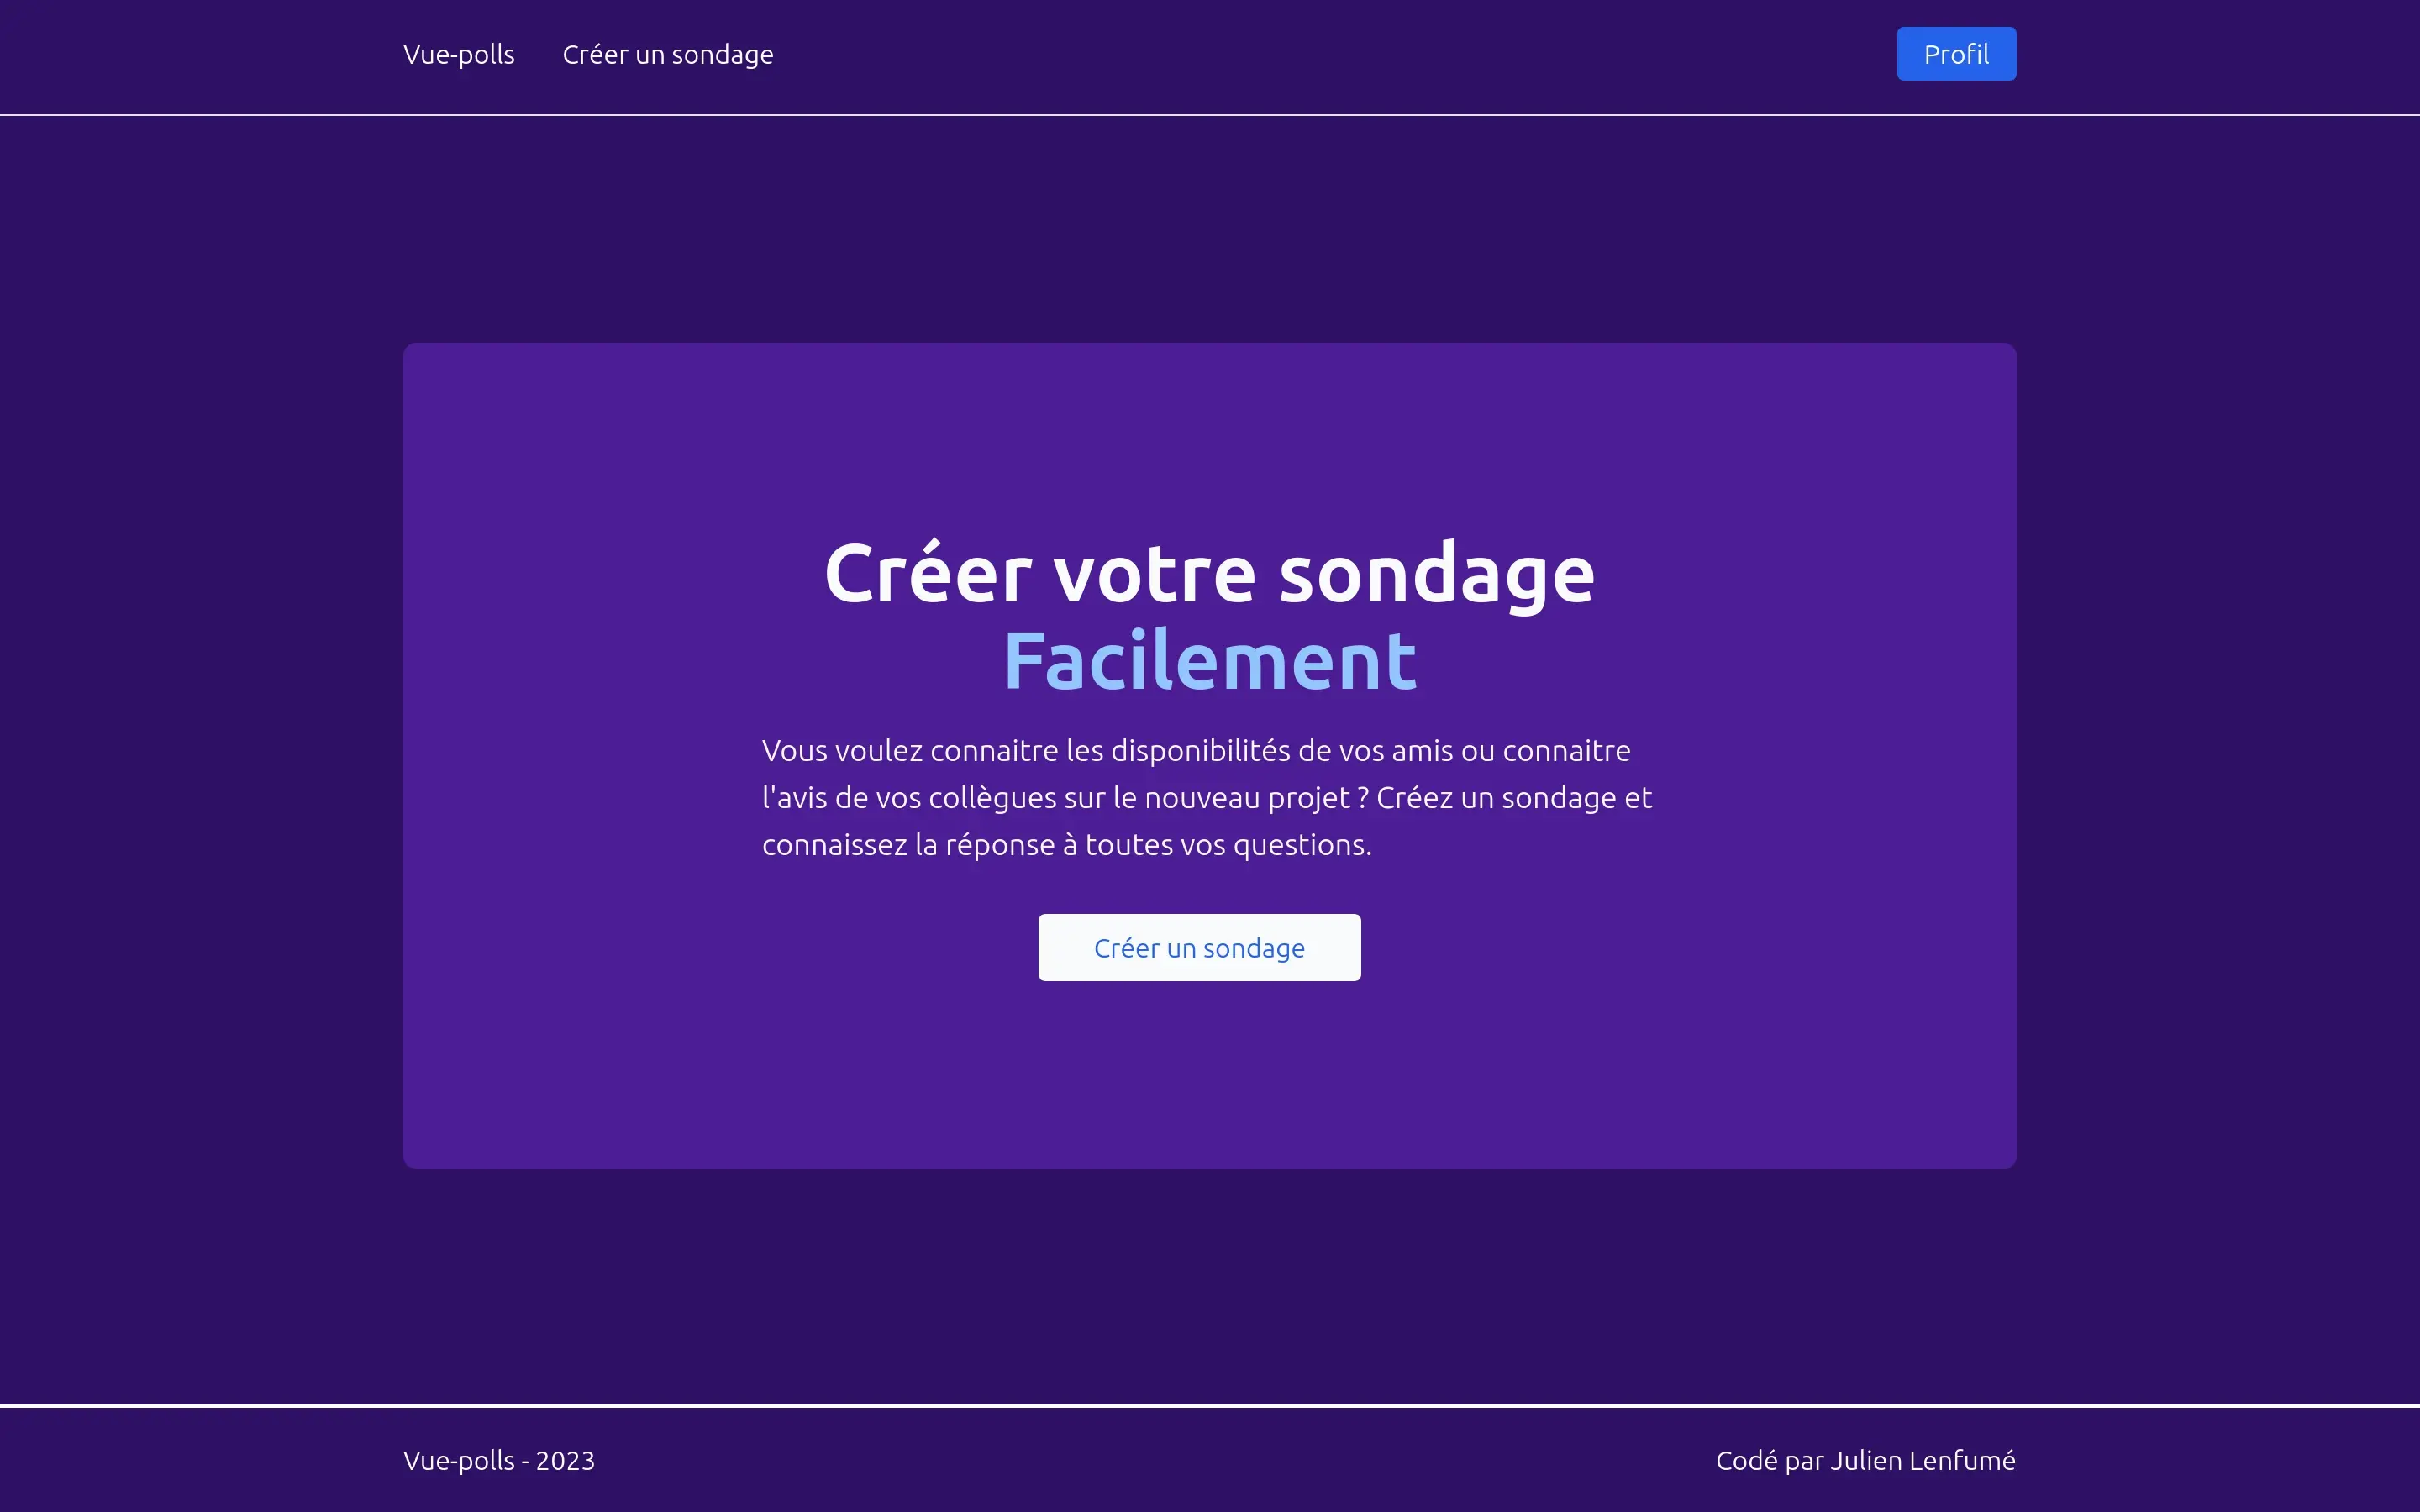 Vue-polls
Créer un sondage
Profil
Créer votre sondage
Facilement
Vous voulez connaitre les disponibilités de vos amis ou connaitre
l'avis de vos collègues sur le nouveau projet ? Créez un sondage et
connaissez la réponse à toutes vos questions.
Créer un sondage
Vue-polls - 2023
Codé par Julien Lenfumé